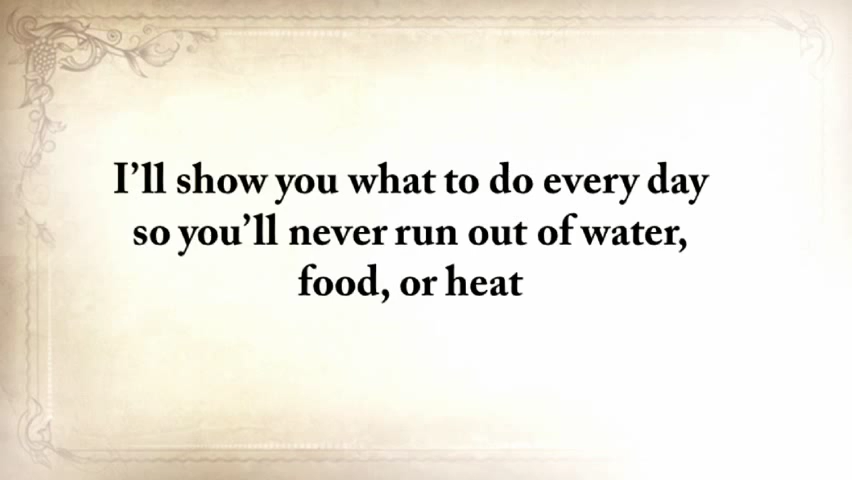 I’ll show you what to do every day
so you’ll never run out of water,
food, or heat